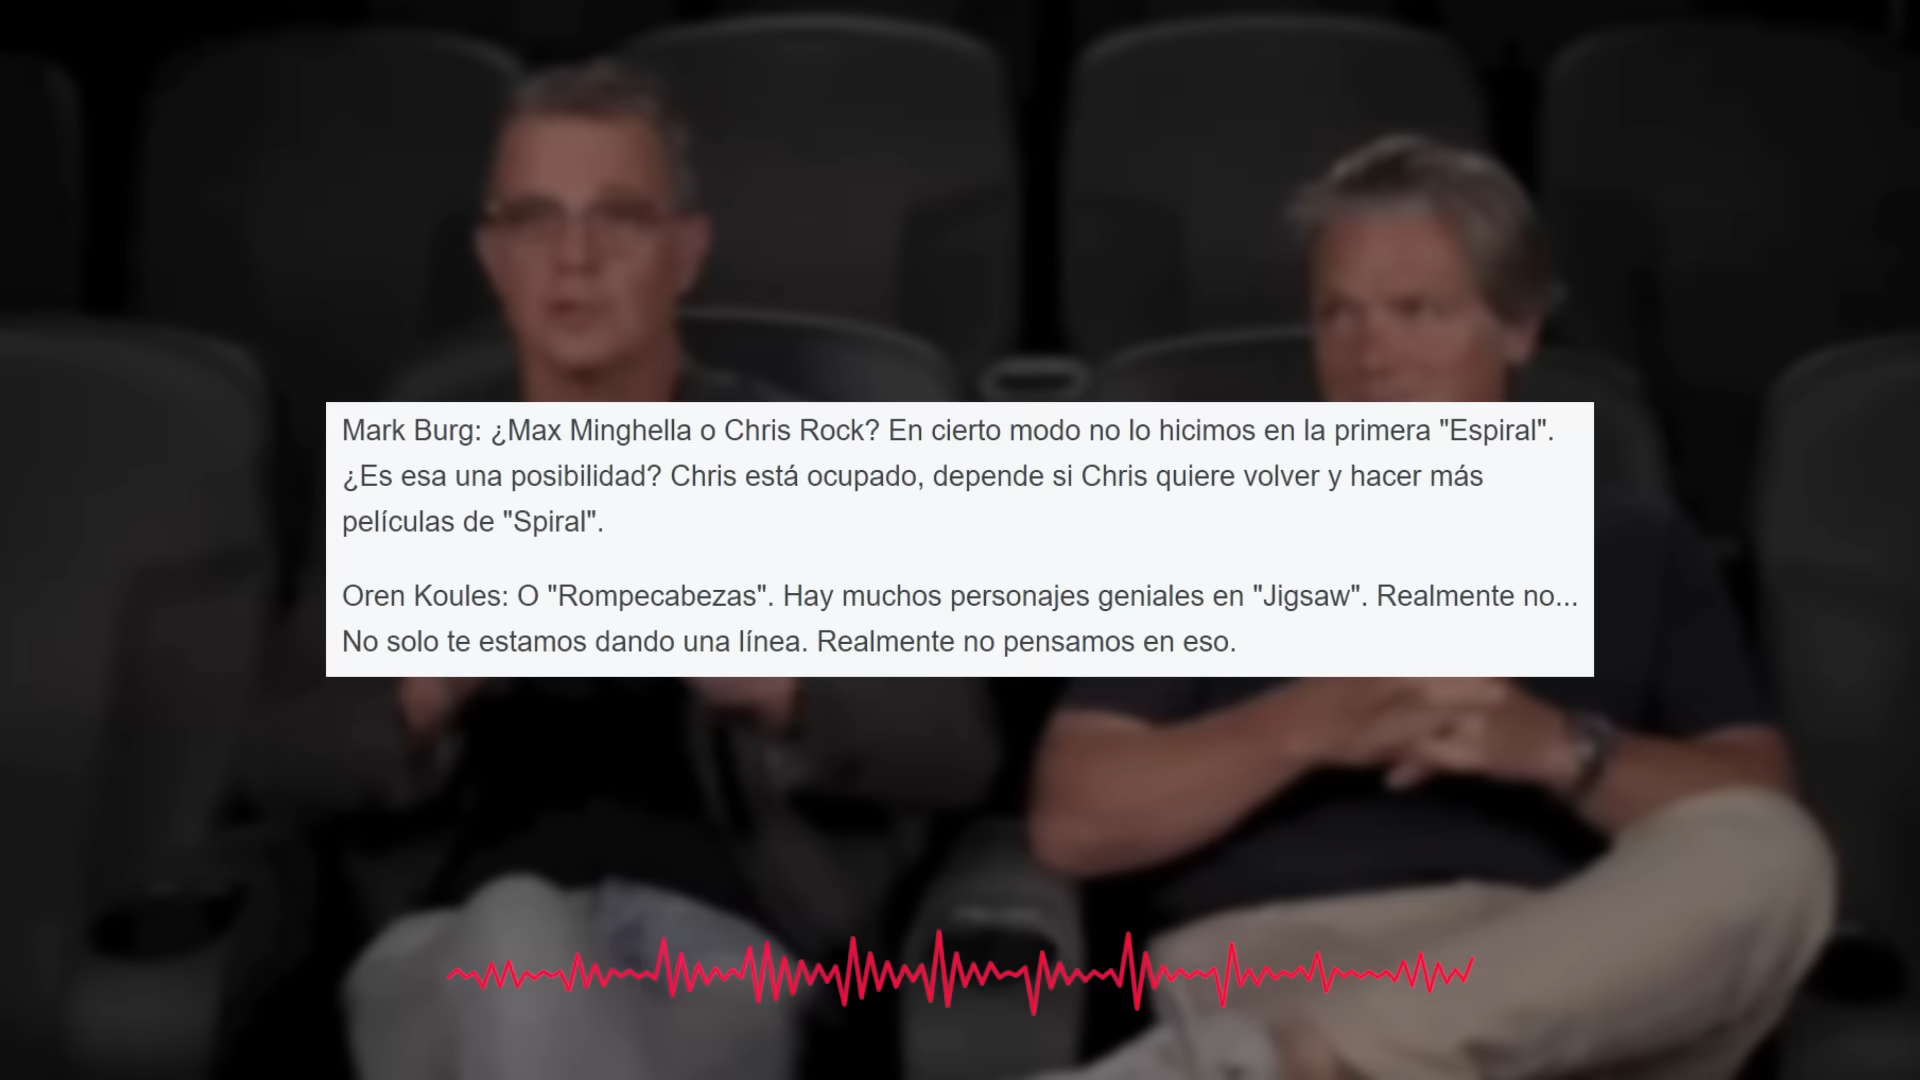 Mark Burg: ¿Max Minghella o Chris Rock? En cierto modo no lo hicimos en la primera "Espiral".
¿Es esa una posibilidad? Chris está ocupado, depende si Chris quiere volver y hacer más
películas de "Spiral".
Oren Koules: O "Rompecabezas". Hay muchos personajes geniales en "Jigsaw". Realmente no...
No solo te estamos dando una línea. Realmente no pensamos en eso.